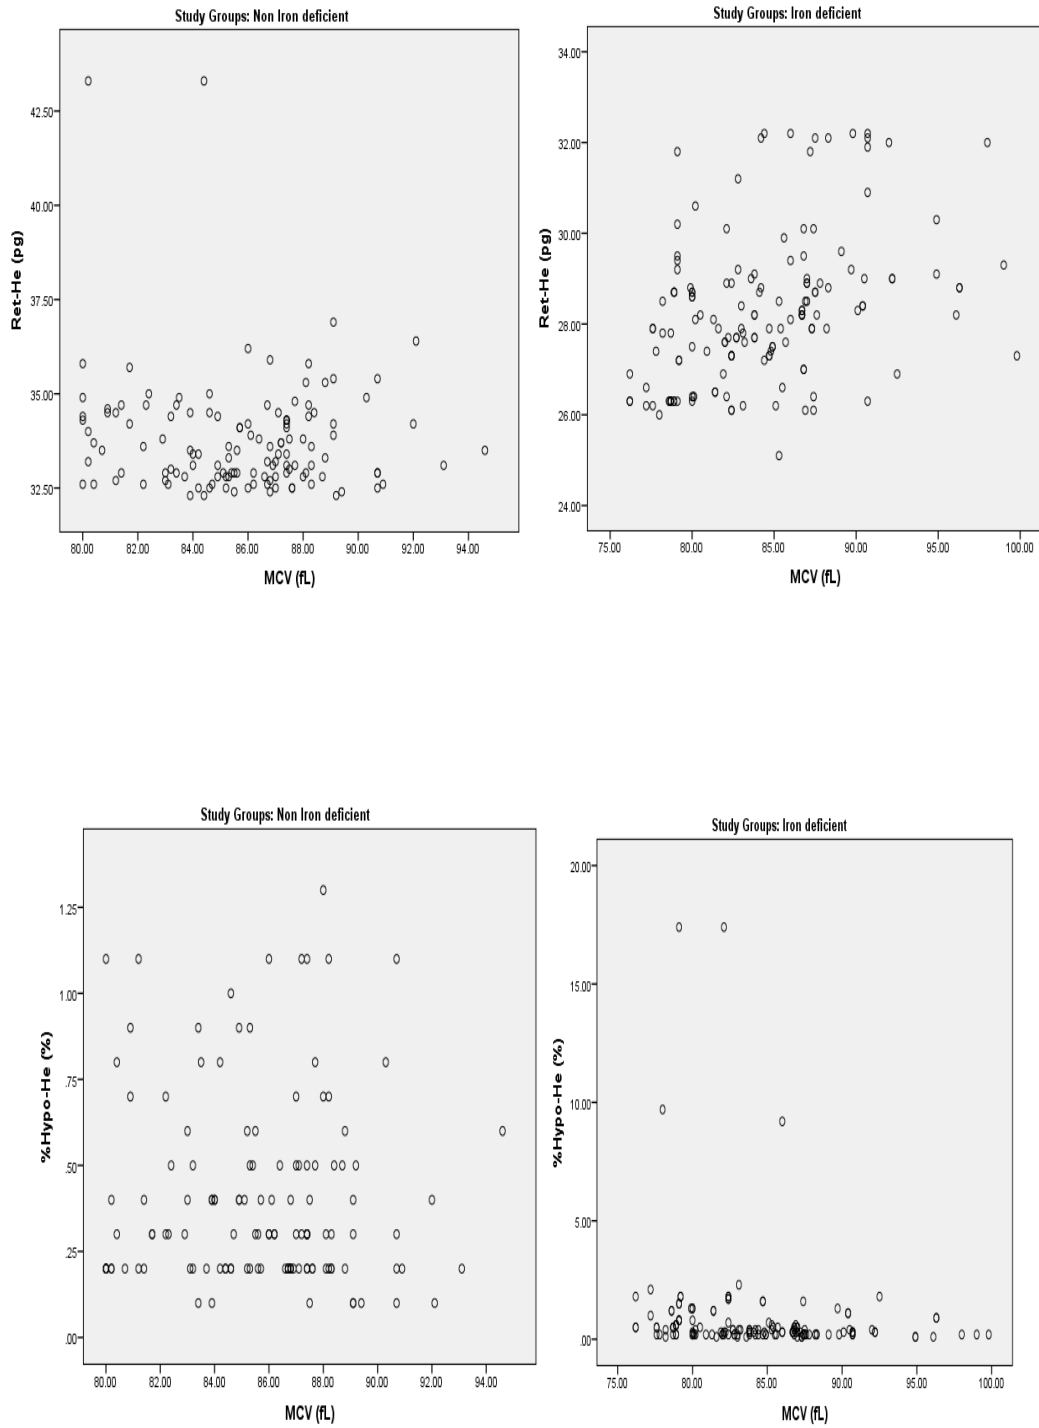 Study Groups: Non Iron deficient
Ret-He (pg)
42.50
40.00
37.50
35.00
32.50
80.00 82.00 84.00 86.00 88.00 90.00 92.00 94.00
MCV (fL)
Study Groups: Iron deficient
Ret-He (pg)
34.00
32.00
30.00
28.00
26.00
24.00
75.00 80.00 85.00 90.00 95.00 100.00
MCV (fL)
Study Groups: Non Iron deficient
%Hypo-He (%)
1.25
1.00
.75
.50
.25
.00
80.00 82.00 84.00 86.00 88.00 90.00 92.00 94.00
MCV (fL)
Study Groups: Iron deficient
%Hypo-He (%)
20.00
15.00
10.00
5.00
.00
75.00 80.00 85.00 90.00 95.00 100.00
MCV (fL)